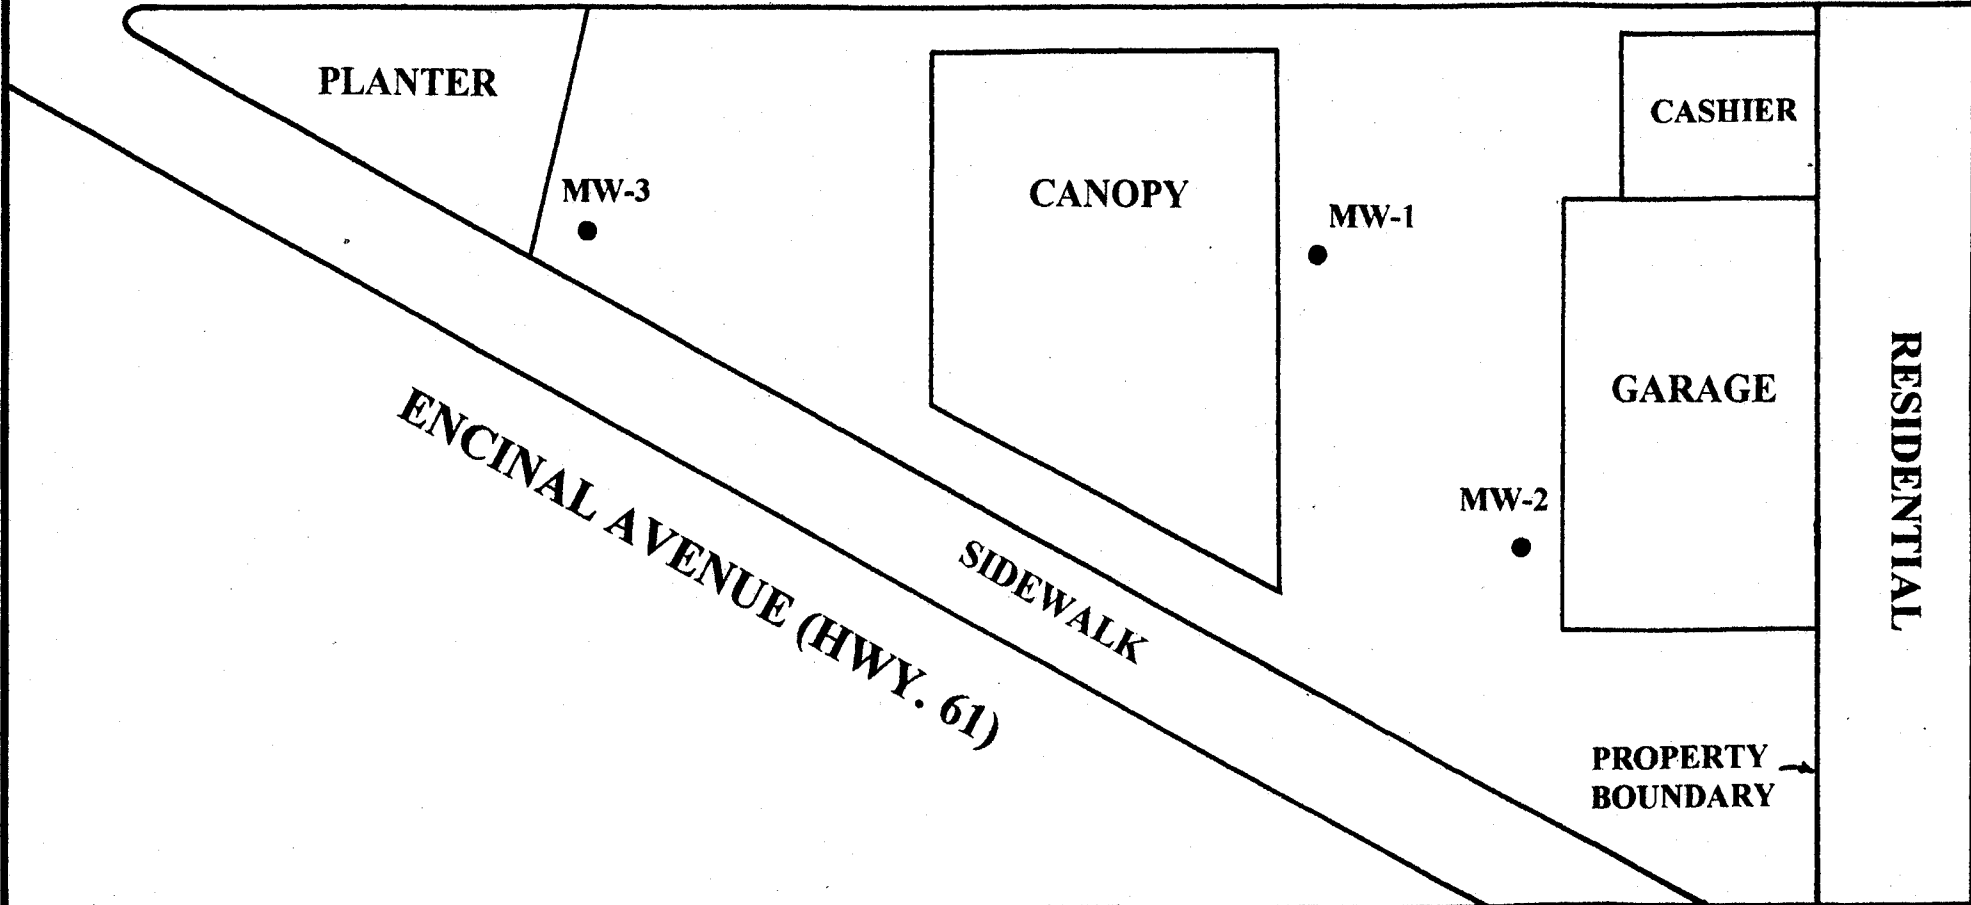 PLANTER
CASHIER
MW-3
CANOPY
MW-1
RESIDENTIAL
GARAGE
ENCINAL AVENUE (HWY. 61)
MW-2
SIDEWALK
PROPERTY
BOUNDARY